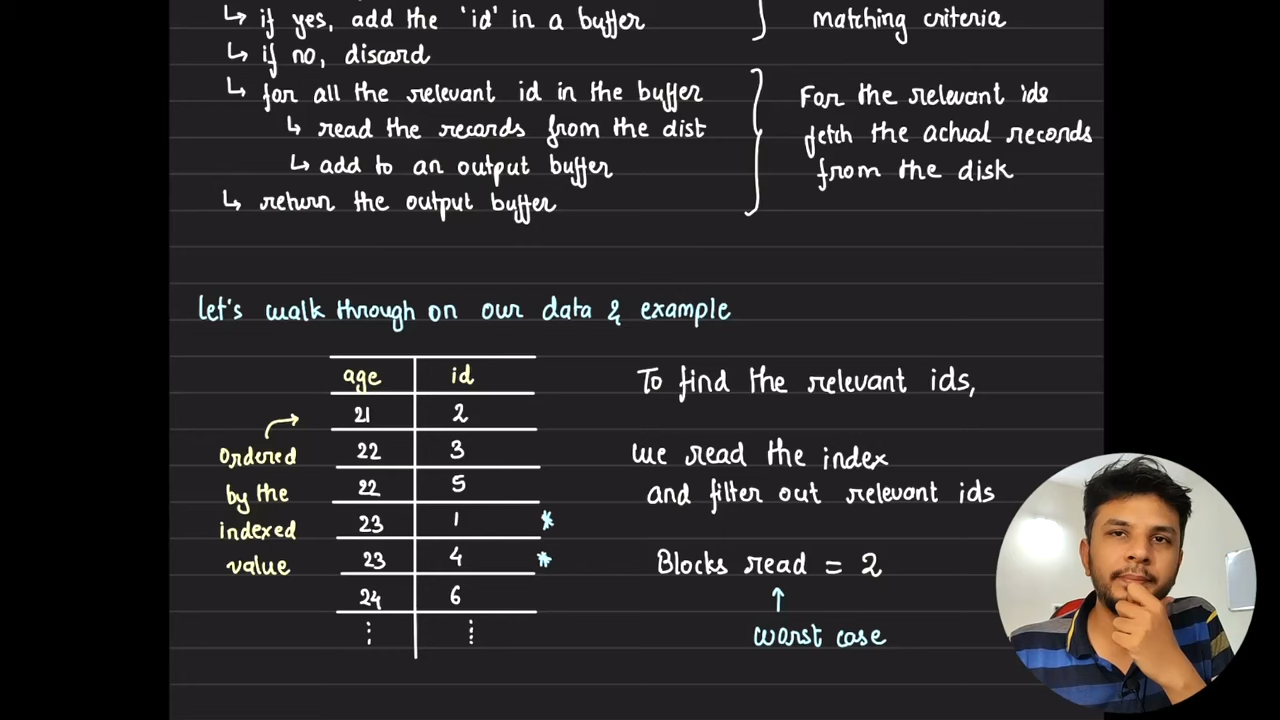 ↳ if yes, add the 'id' in a buffer
matching criteria
↳ if no, discard
↳ for all the relevant id in the buffer
↳ read the records from the dist
↳ add to an output buffer
↳ return the output buffer
For the relevant ids
fetch the actual records
from the disk
let's walk through on our data & example
age id
21 2
22 3
22 5
23 1 *
23 4 *
24 6
⋮ ⋮
Ordered
by the
indexed
value
To find the relevant ids,
we read the index
and filter out relevant ids
Blocks read = 2
↑
worst case